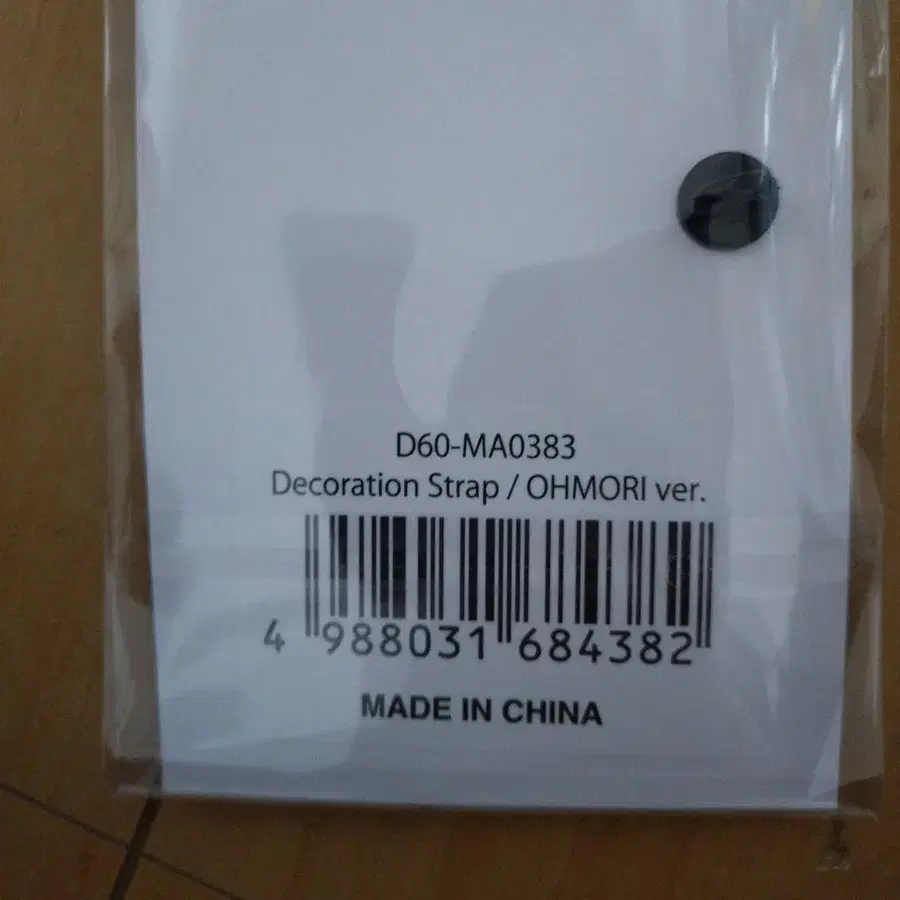 D60-MA0383
Decoration Strap / OHMORI ver.
4 988031 684382
MADE IN CHINA